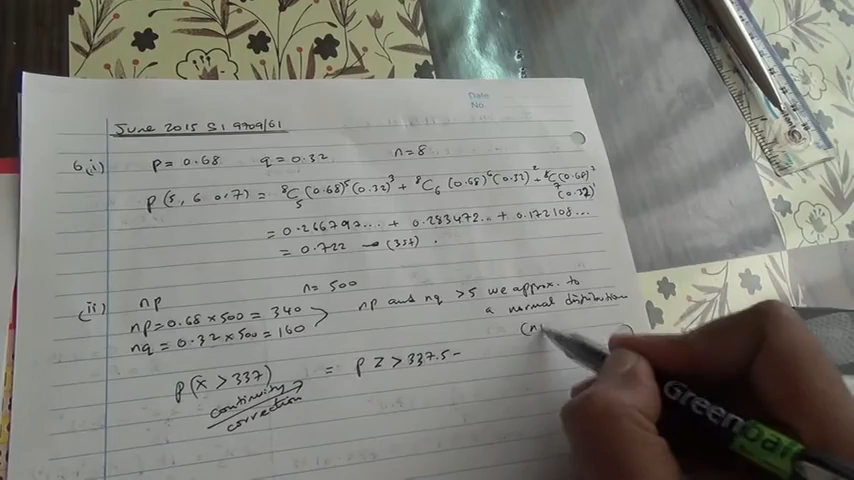 Date
No.
June 2015 S1 9709/61
6(i) p = 0.68 q = 0.32 n = 8
p(5, 6 or 7) = ⁸C₅ (0.68)⁵ (0.32)³ + ⁸C₆ (0.68)⁶ (0.32)² + ⁸C₇ (0.68)⁷ (0.32)¹
= 0.266797... + 0.283472.. + 0.172108...
= 0.722 → (3sf).
(ii) np n = 500
np = 0.68 × 500 = 340
nq = 0.32 × 500 = 160
np and nq > 5 we approx. to
a normal distribution
(n)
p(x > 337) = p Z > 337.5 -
continuity
correction
Greenbar